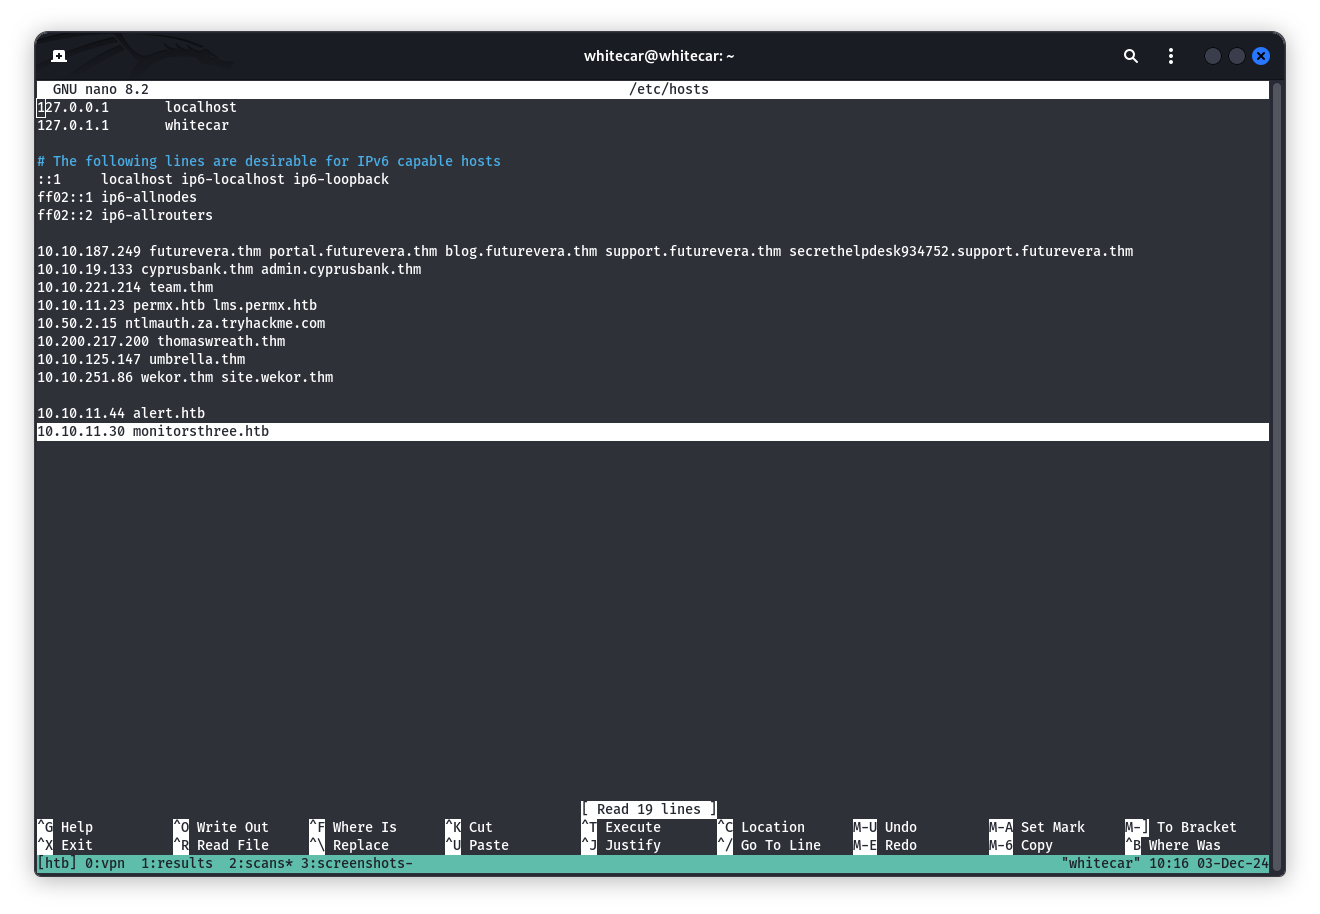 whitecar@whitecar: ~
GNU nano 8.2 /etc/hosts
127.0.0.1 localhost
127.0.1.1 whitecar
# The following lines are desirable for IPv6 capable hosts
::1 localhost ip6-localhost ip6-loopback
ff02::1 ip6-allnodes
ff02::2 ip6-allrouters
10.10.187.249 futurevera.thm portal.futurevera.thm blog.futurevera.thm support.futurevera.thm secrethelpdesk934752.support.futurevera.thm
10.10.19.133 cyprusbank.thm admin.cyprusbank.thm
10.10.221.214 team.thm
10.10.11.23 permx.htb lms.permx.htb
10.50.2.15 ntlmauth.za.tryhackme.com
10.200.217.200 thomaswreath.thm
10.10.125.147 umbrella.thm
10.10.251.86 wekor.thm site.wekor.thm
10.10.11.44 alert.htb
10.10.11.30 monitorsthree.htb
[ Read 19 lines ]
^G Help ^O Write Out ^F Where Is ^K Cut ^T Execute ^C Location M-U Undo M-A Set Mark M-] To Bracket
^X Exit ^R Read File ^\ Replace ^U Paste ^J Justify ^/ Go To Line M-E Redo M-6 Copy ^B Where Was
[htb] 0:vpn 1:results 2:scans* 3:screenshots- "whitecar" 10:16 03-Dec-24